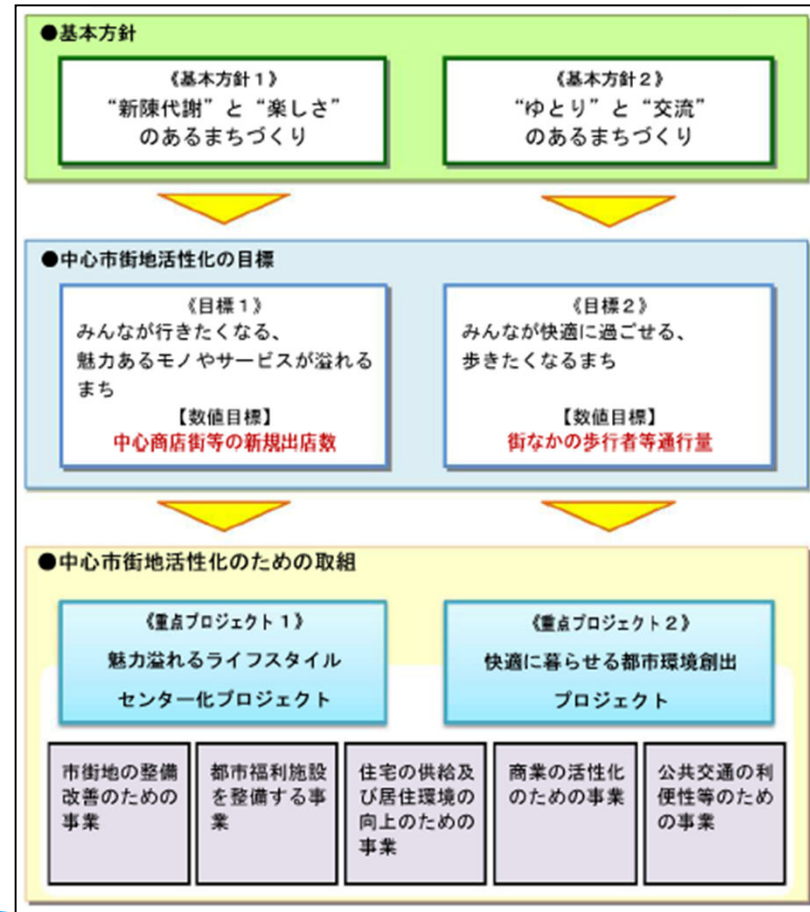 ●基本方針
《基本方針1》
“新陳代謝”と“楽しさ”
のあるまちづくり
《基本方針2》
“ゆとり”と“交流”
のあるまちづくり
●中心市街地活性化の目標
《目標1》
みんなが行きたくなる、
魅力あるモノやサービスが溢れる
まち
【数値目標】
中心商店街等の新規出店数
《目標2》
みんなが快適に過ごせる、
歩きたくなるまち
【数値目標】
街なかの歩行者等通行量
●中心市街地活性化のための取組
《重点プロジェクト1》
魅力溢れるライフスタイル
センター化プロジェクト
《重点プロジェクト2》
快適に暮らせる都市環境創出
プロジェクト
市街地の整備
改善のための
事業
都市福利施設
を整備する事
業
住宅の供給及
び居住環境の
向上のための
事業
商業の活性化
のための事業
公共交通の利
便性等のため
の事業